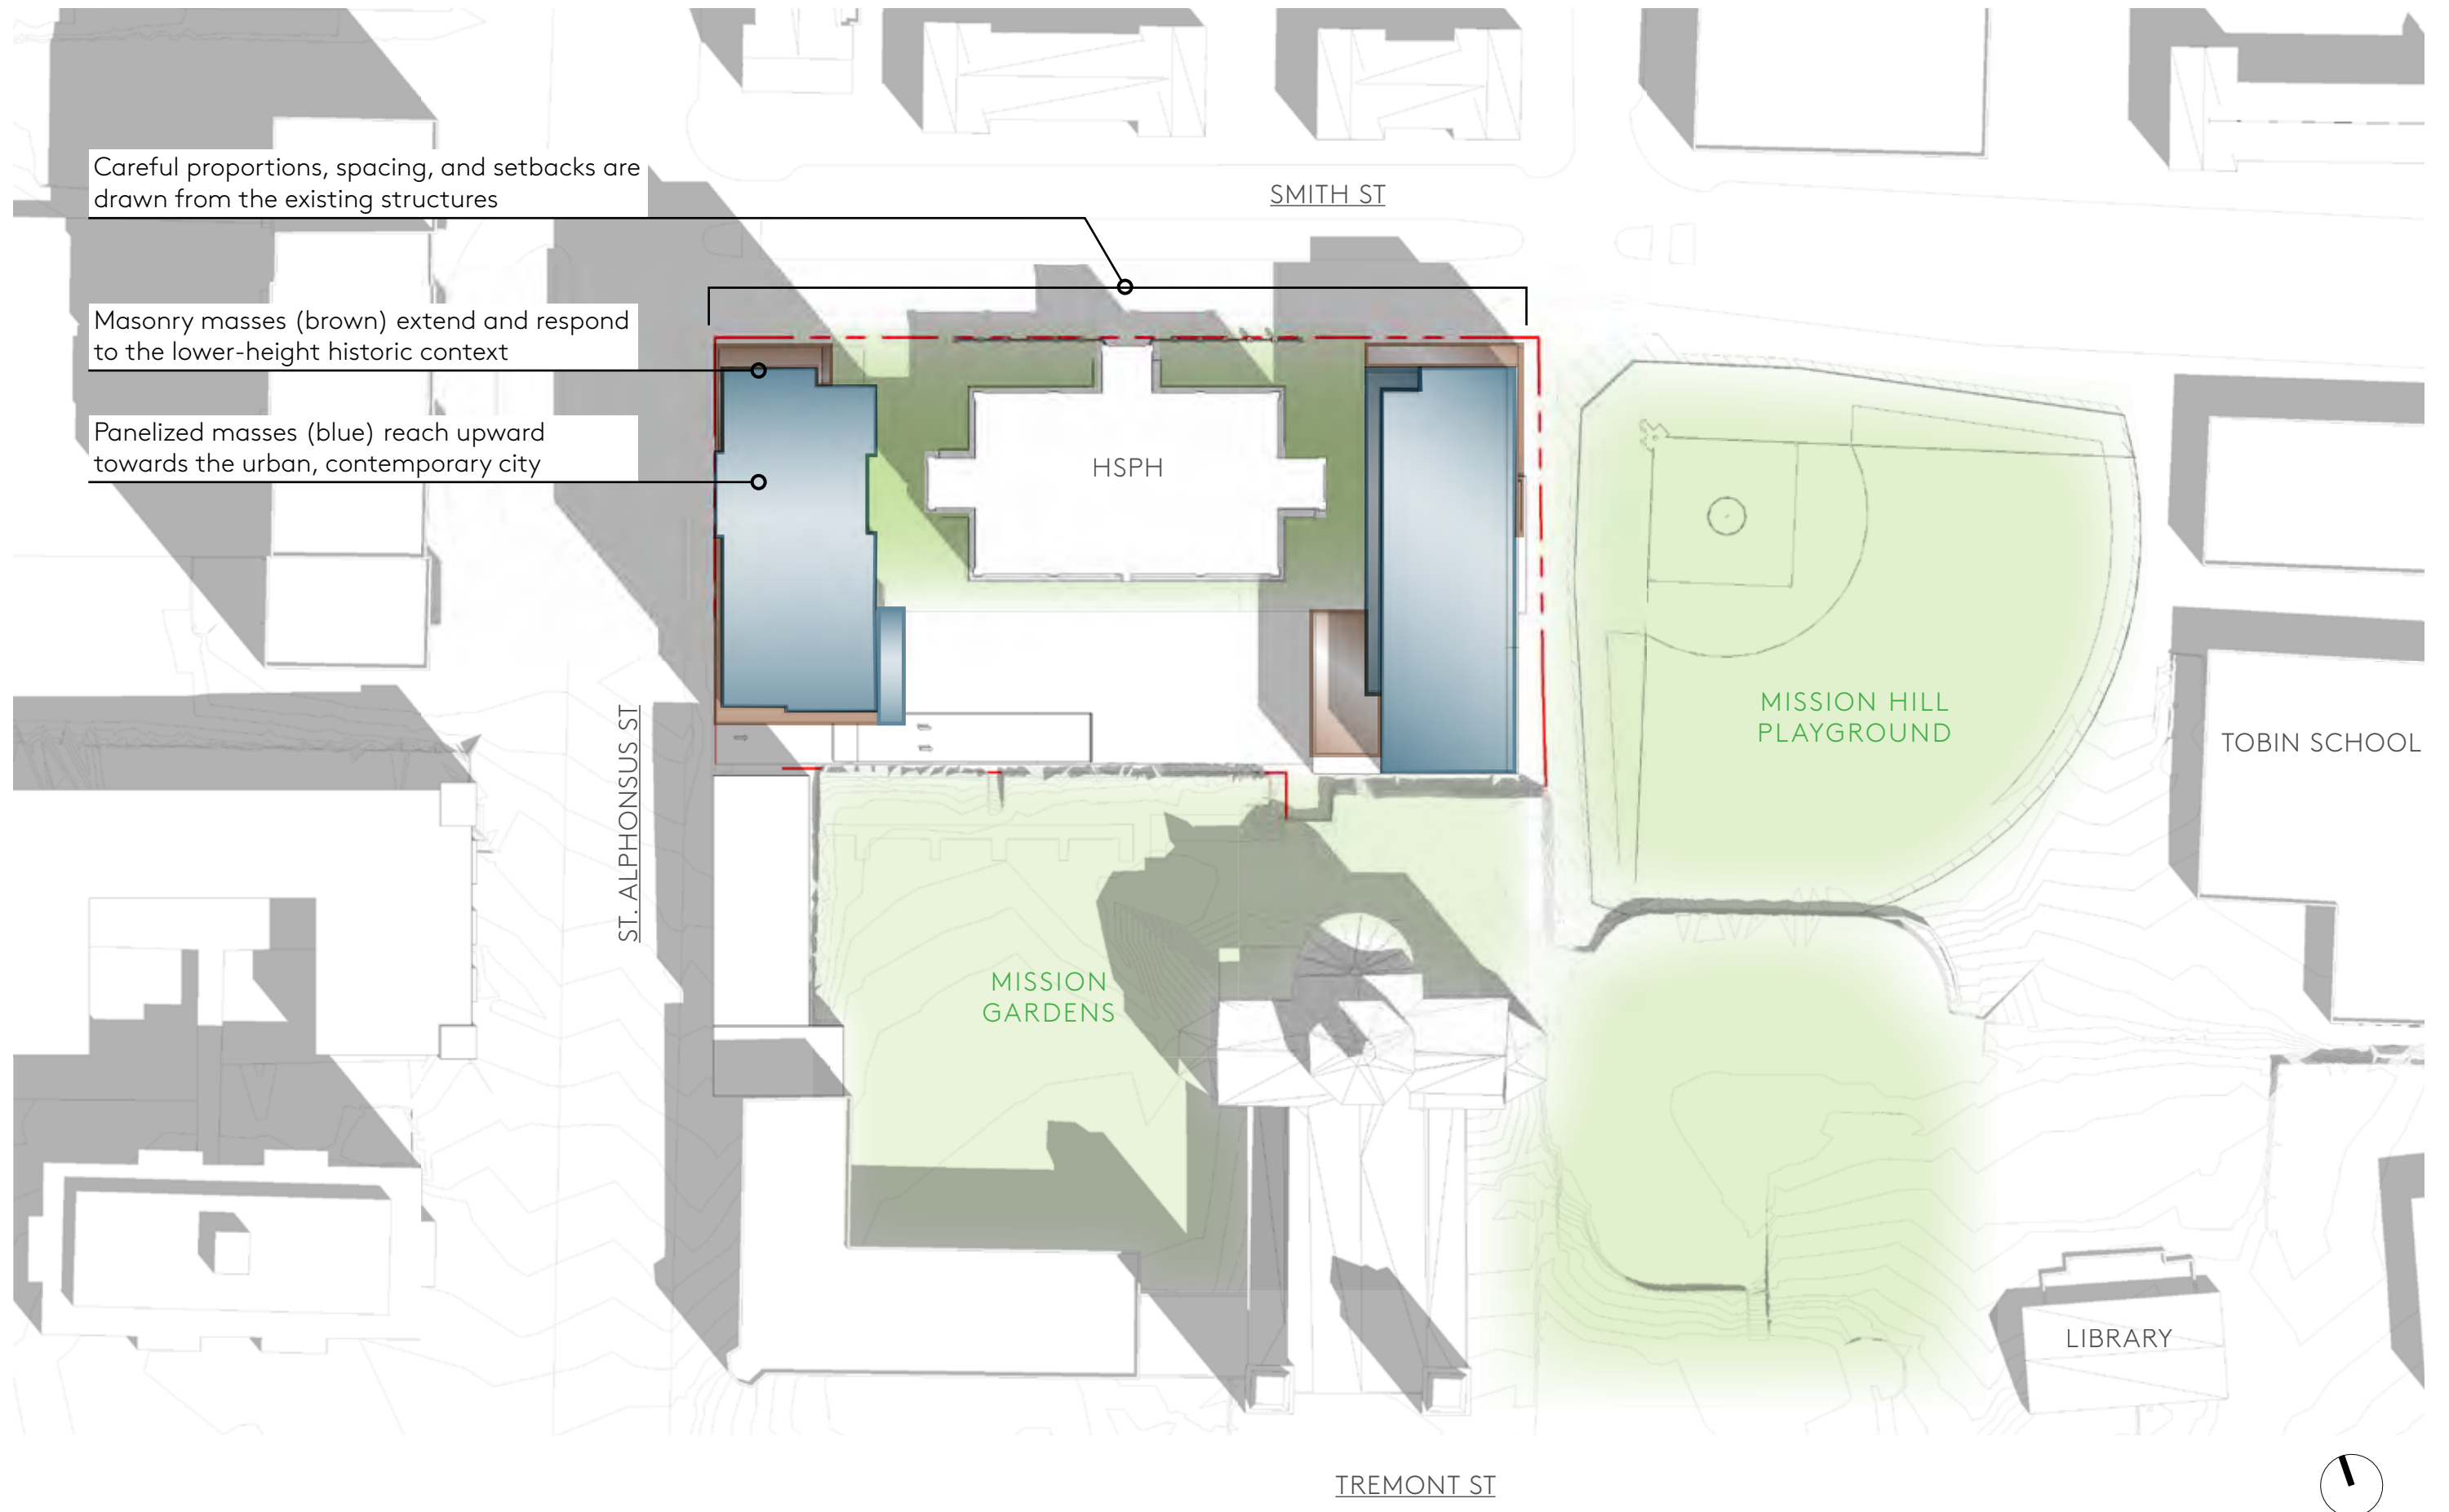 Careful proportions, spacing, and setbacks are
drawn from the existing structures
SMITH ST
Masonry masses (brown) extend and respond
to the lower-height historic context
Panelized masses (blue) reach upward
towards the urban, contemporary city
HSPH
MISSION HILL
PLAYGROUND
TOBIN SCHOOL
ST. ALPHONSUS ST
MISSION
GARDENS
LIBRARY
TREMONT ST